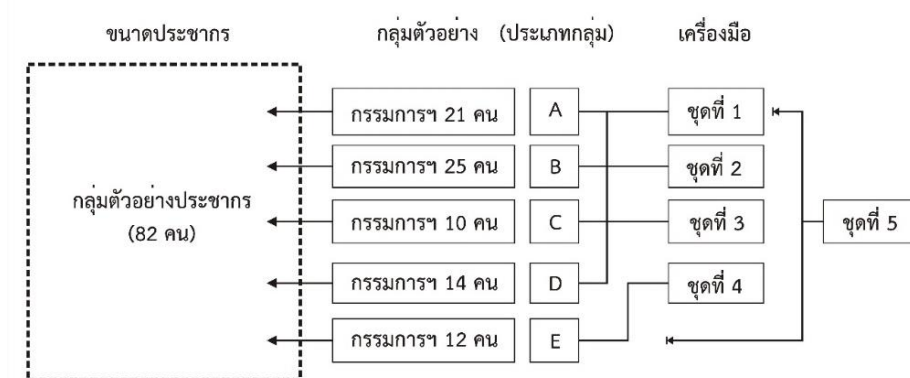 ขนาดประชากร กลุ่มตัวอย่าง (ประเภทกลุ่ม) เครื่องมือ
กรรมการฯ 21 คน A ชุดที่ 1
กรรมการฯ 25 คน B ชุดที่ 2
กลุ่มตัวอย่างประชากร
(82 คน)
กรรมการฯ 10 คน C ชุดที่ 3 ชุดที่ 5
กรรมการฯ 14 คน D ชุดที่ 4
กรรมการฯ 12 คน E